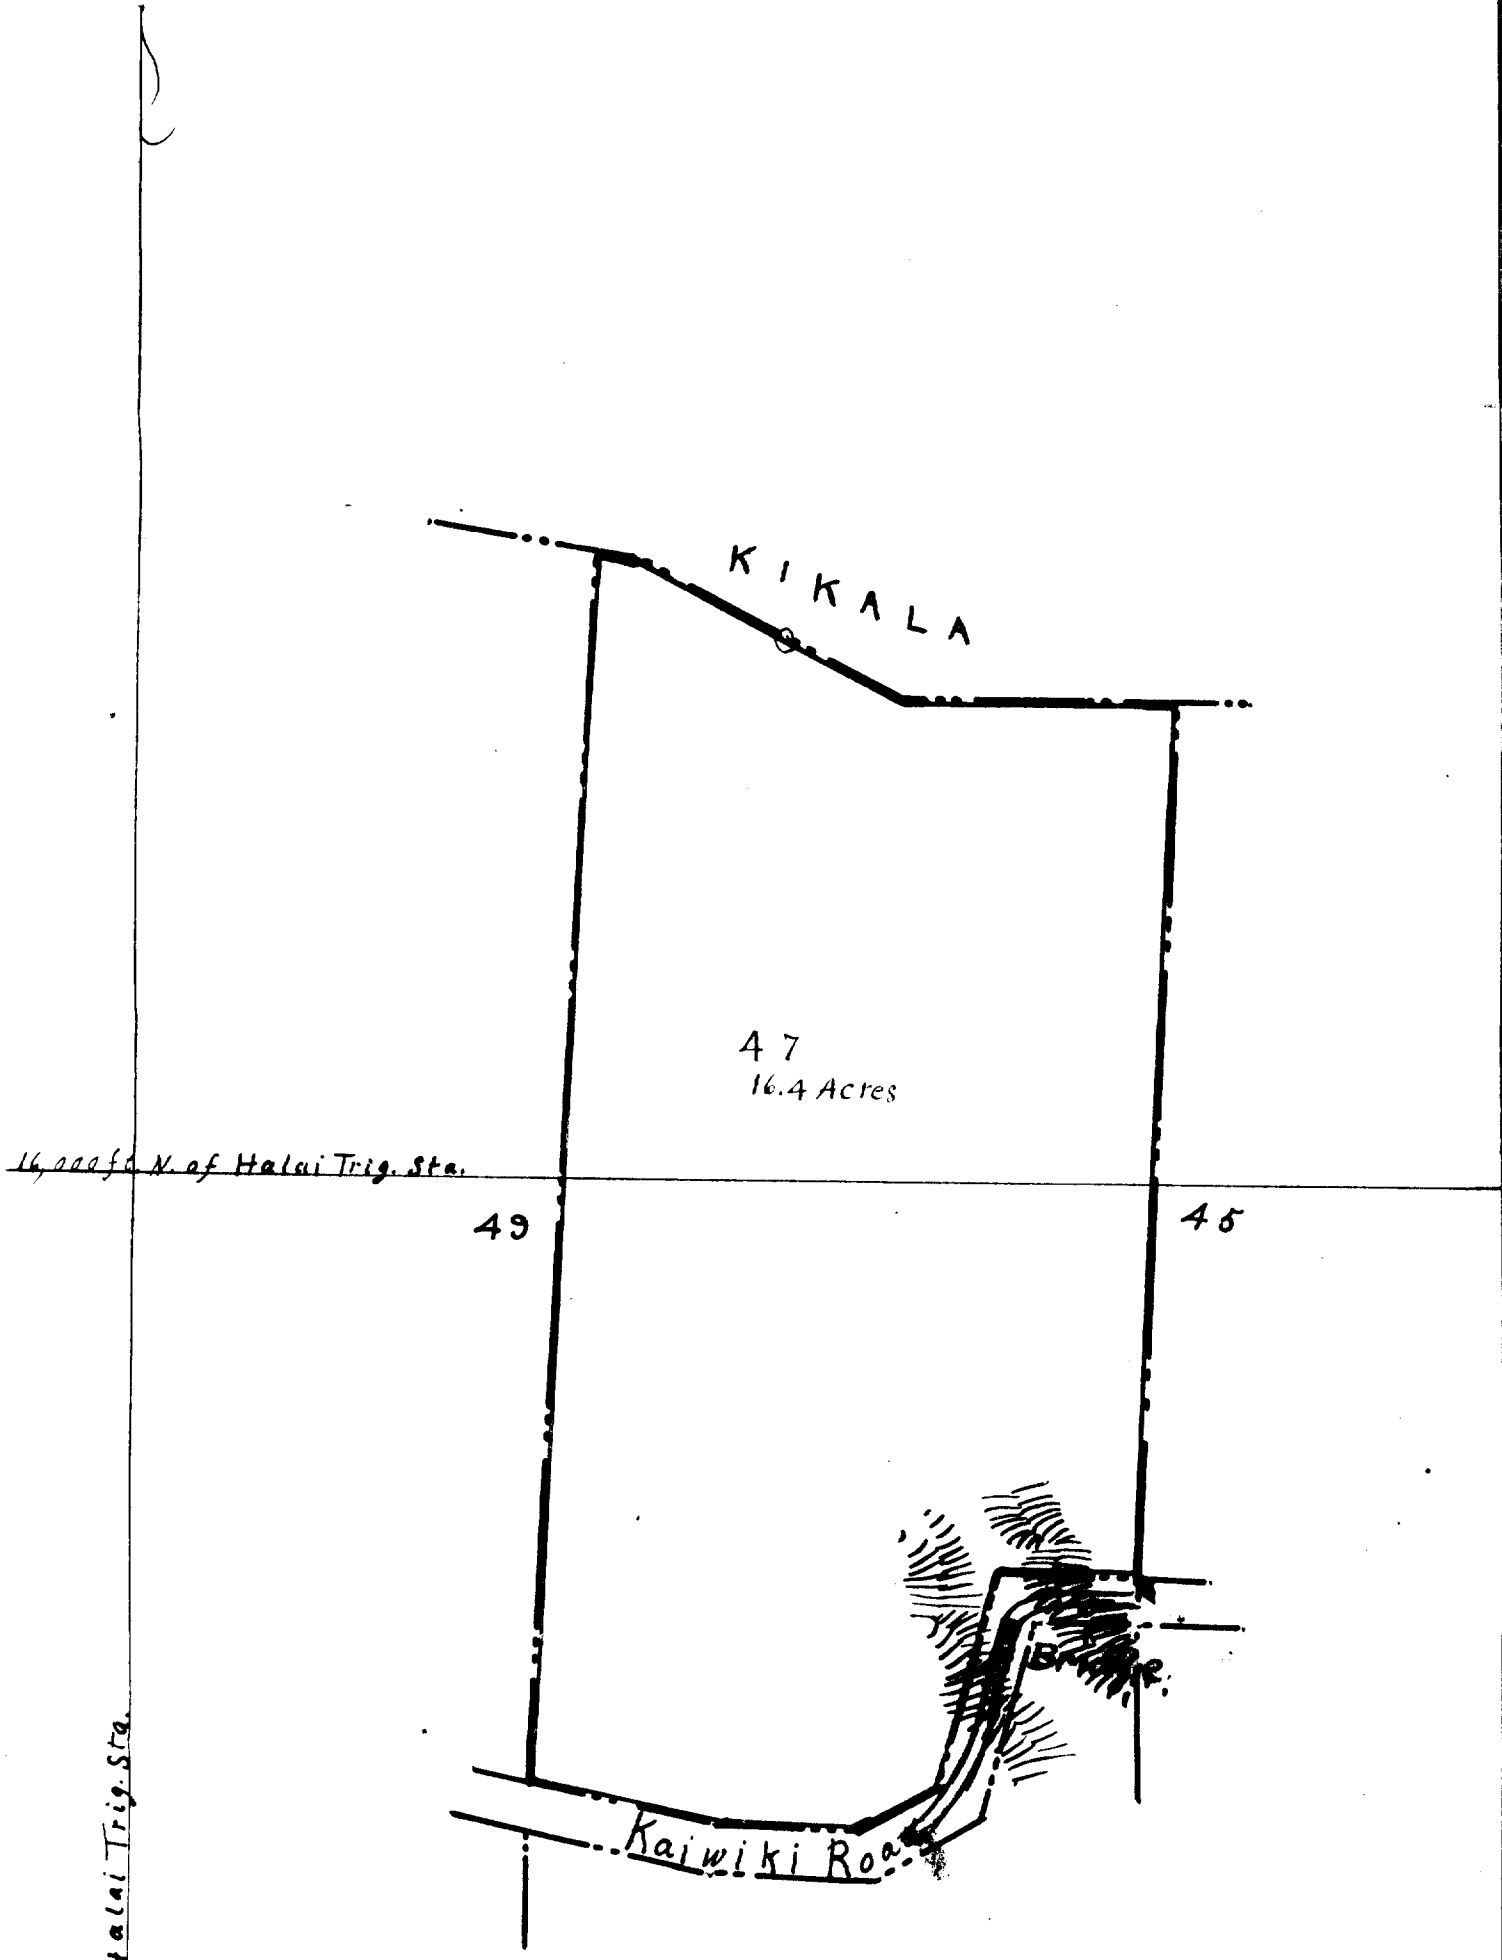 KIKALA
47
16.4 Acres
16,000 ft. N. of Halai Trig. Sta.
49
45
Bridge
Kaiwiki Road
alai Trig. Sta.